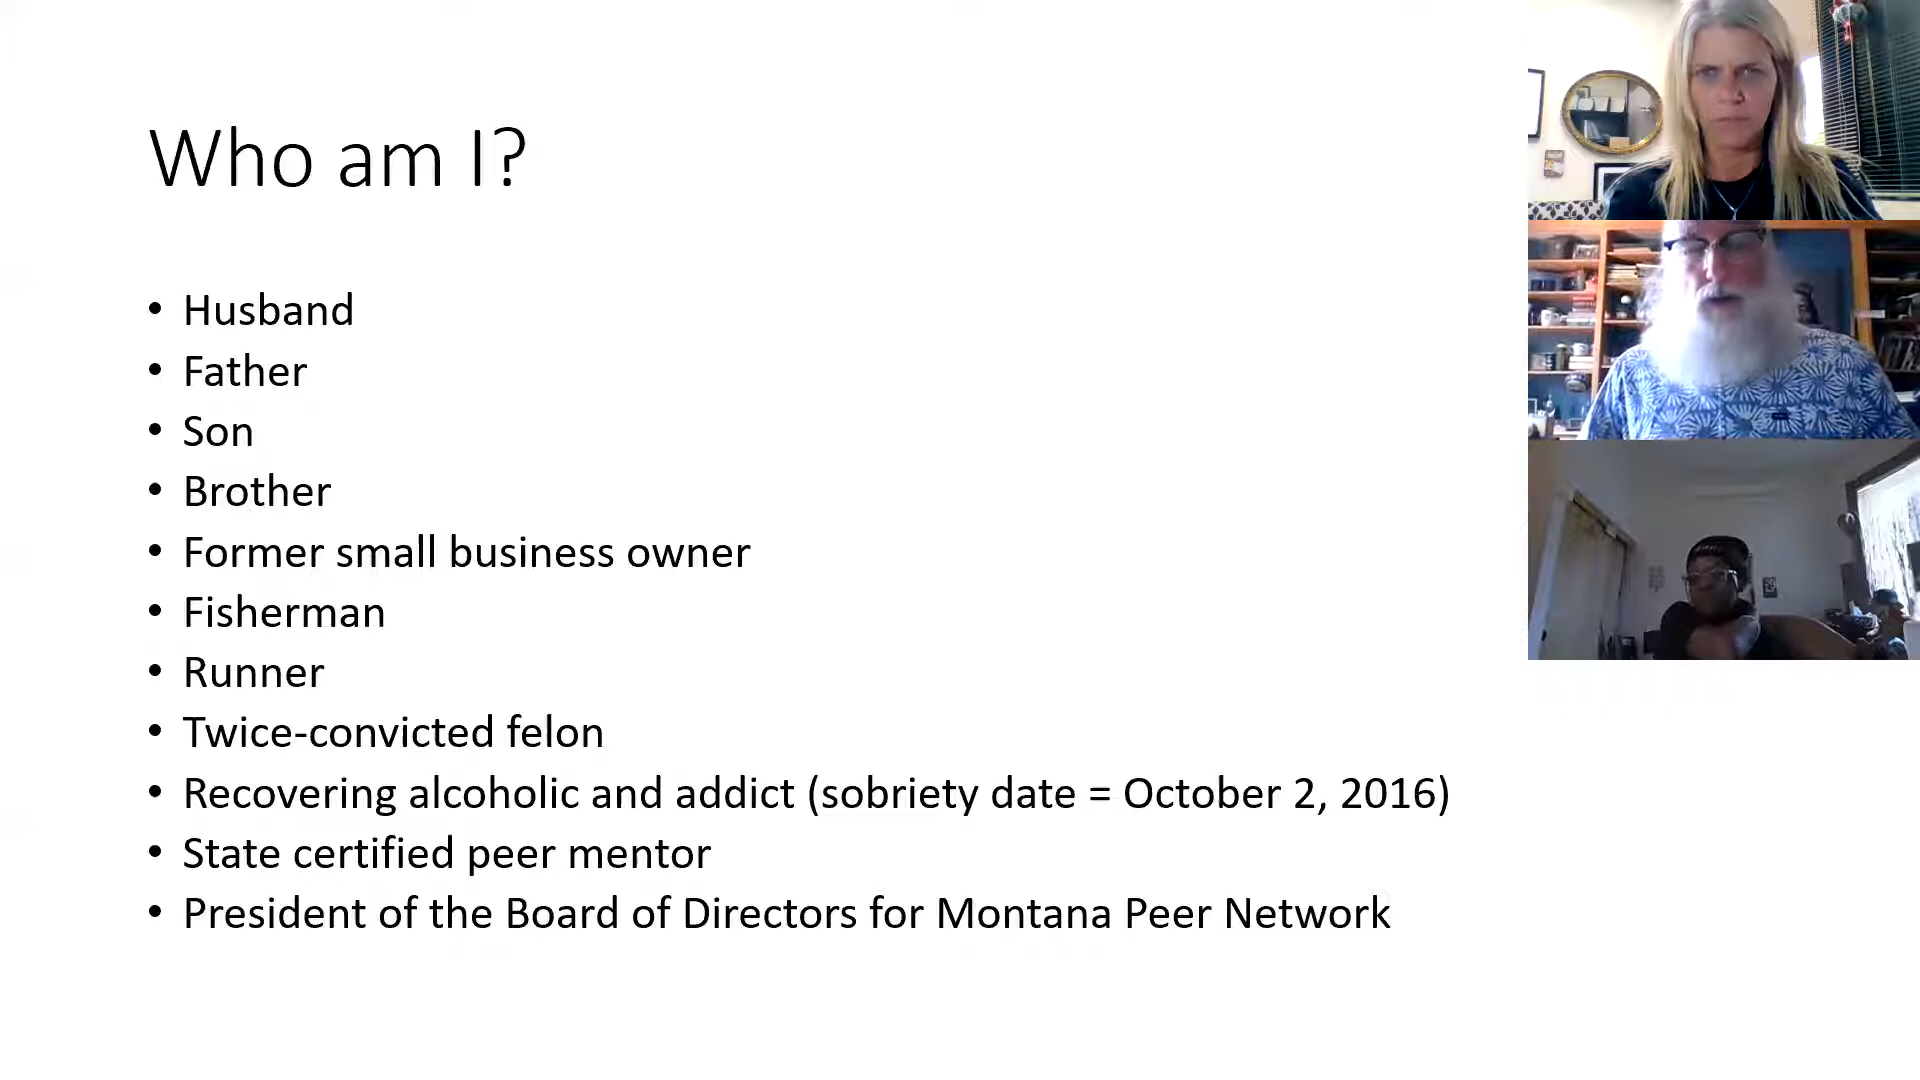 Who am I?
• Husband
• Father
• Son
• Brother
• Former small business owner
• Fisherman
• Runner
• Twice-convicted felon
• Recovering alcoholic and addict (sobriety date = October 2, 2016)
• State certified peer mentor
• President of the Board of Directors for Montana Peer Network